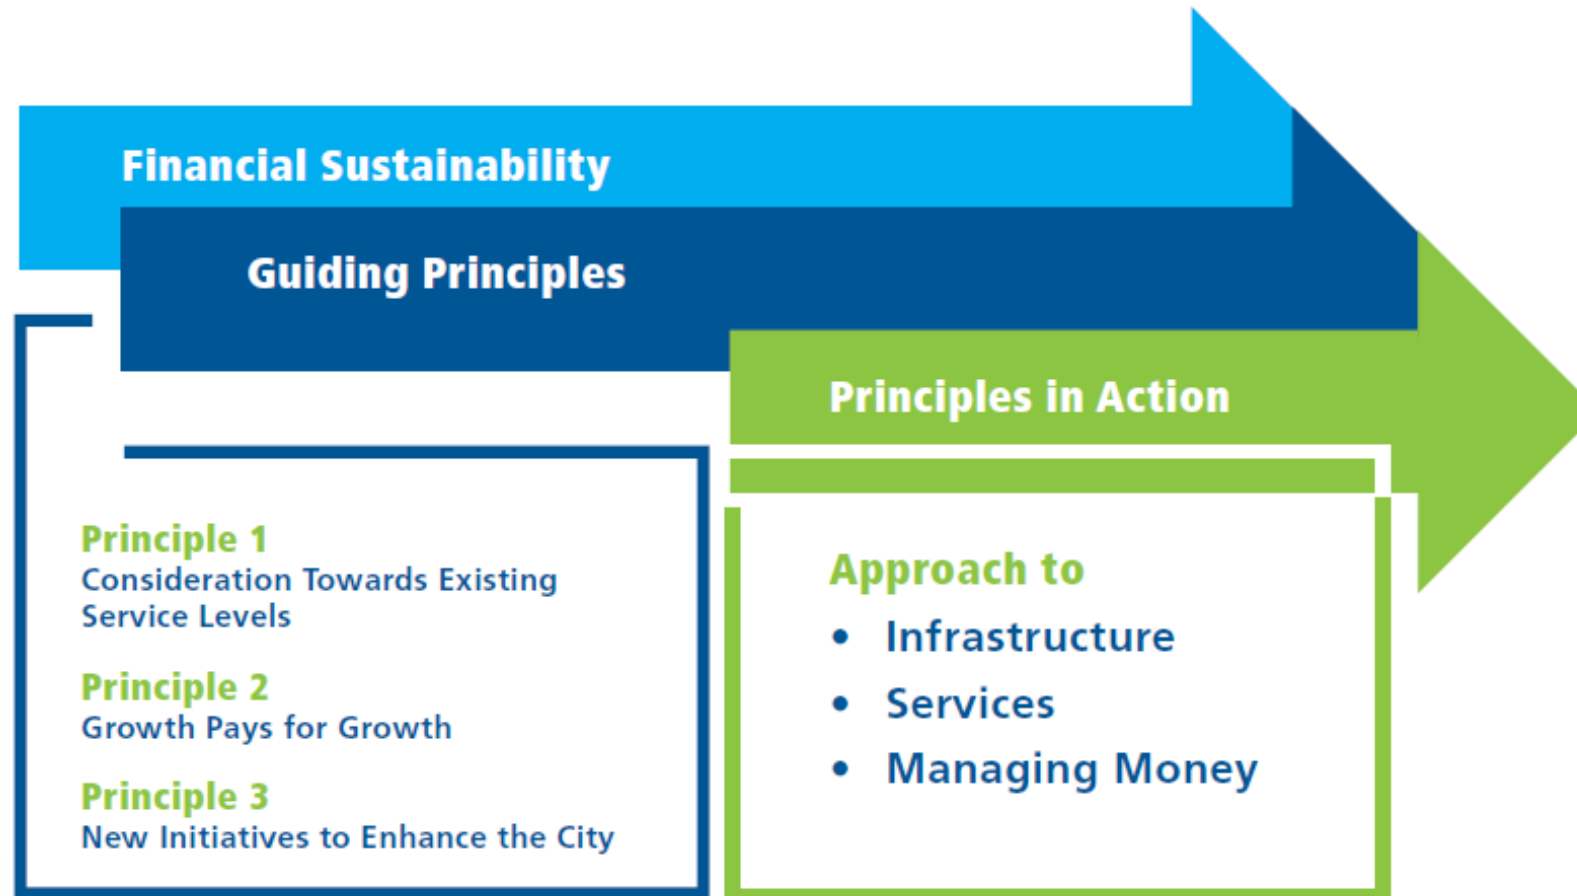 Financial Sustainability
Guiding Principles
Principles in Action
Principle 1
Consideration Towards Existing
Service Levels
Principle 2
Growth Pays for Growth
Principle 3
New Initiatives to Enhance the City
Approach to
• Infrastructure
• Services
• Managing Money